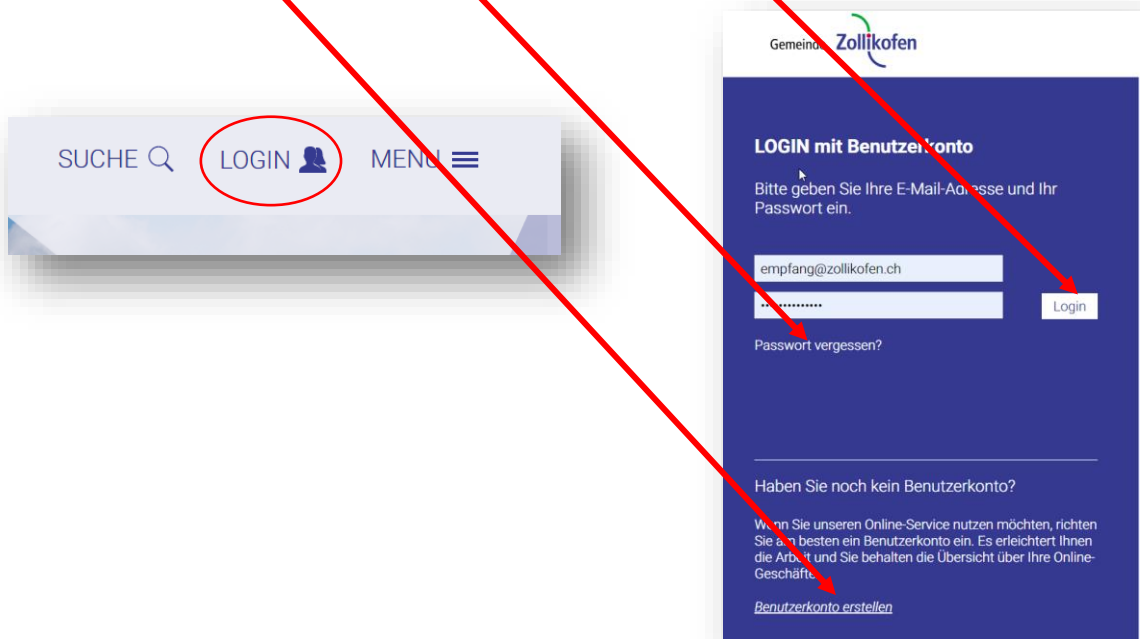 SUCHE
LOGIN
MENU
Gemeinde Zollikofen
LOGIN mit Benutzerkonto
Bitte geben Sie Ihre E-Mail-Adresse und Ihr
Passwort ein.
empfang@zollikofen.ch
••••••••••••••
Login
Passwort vergessen?
Haben Sie noch kein Benutzerkonto?
Wenn Sie unseren Online-Service nutzen möchten, richten
Sie am besten ein Benutzerkonto ein. Es erleichtert Ihnen
die Arbeit und Sie behalten die Übersicht über Ihre Online-
Geschäfte.
Benutzerkonto erstellen